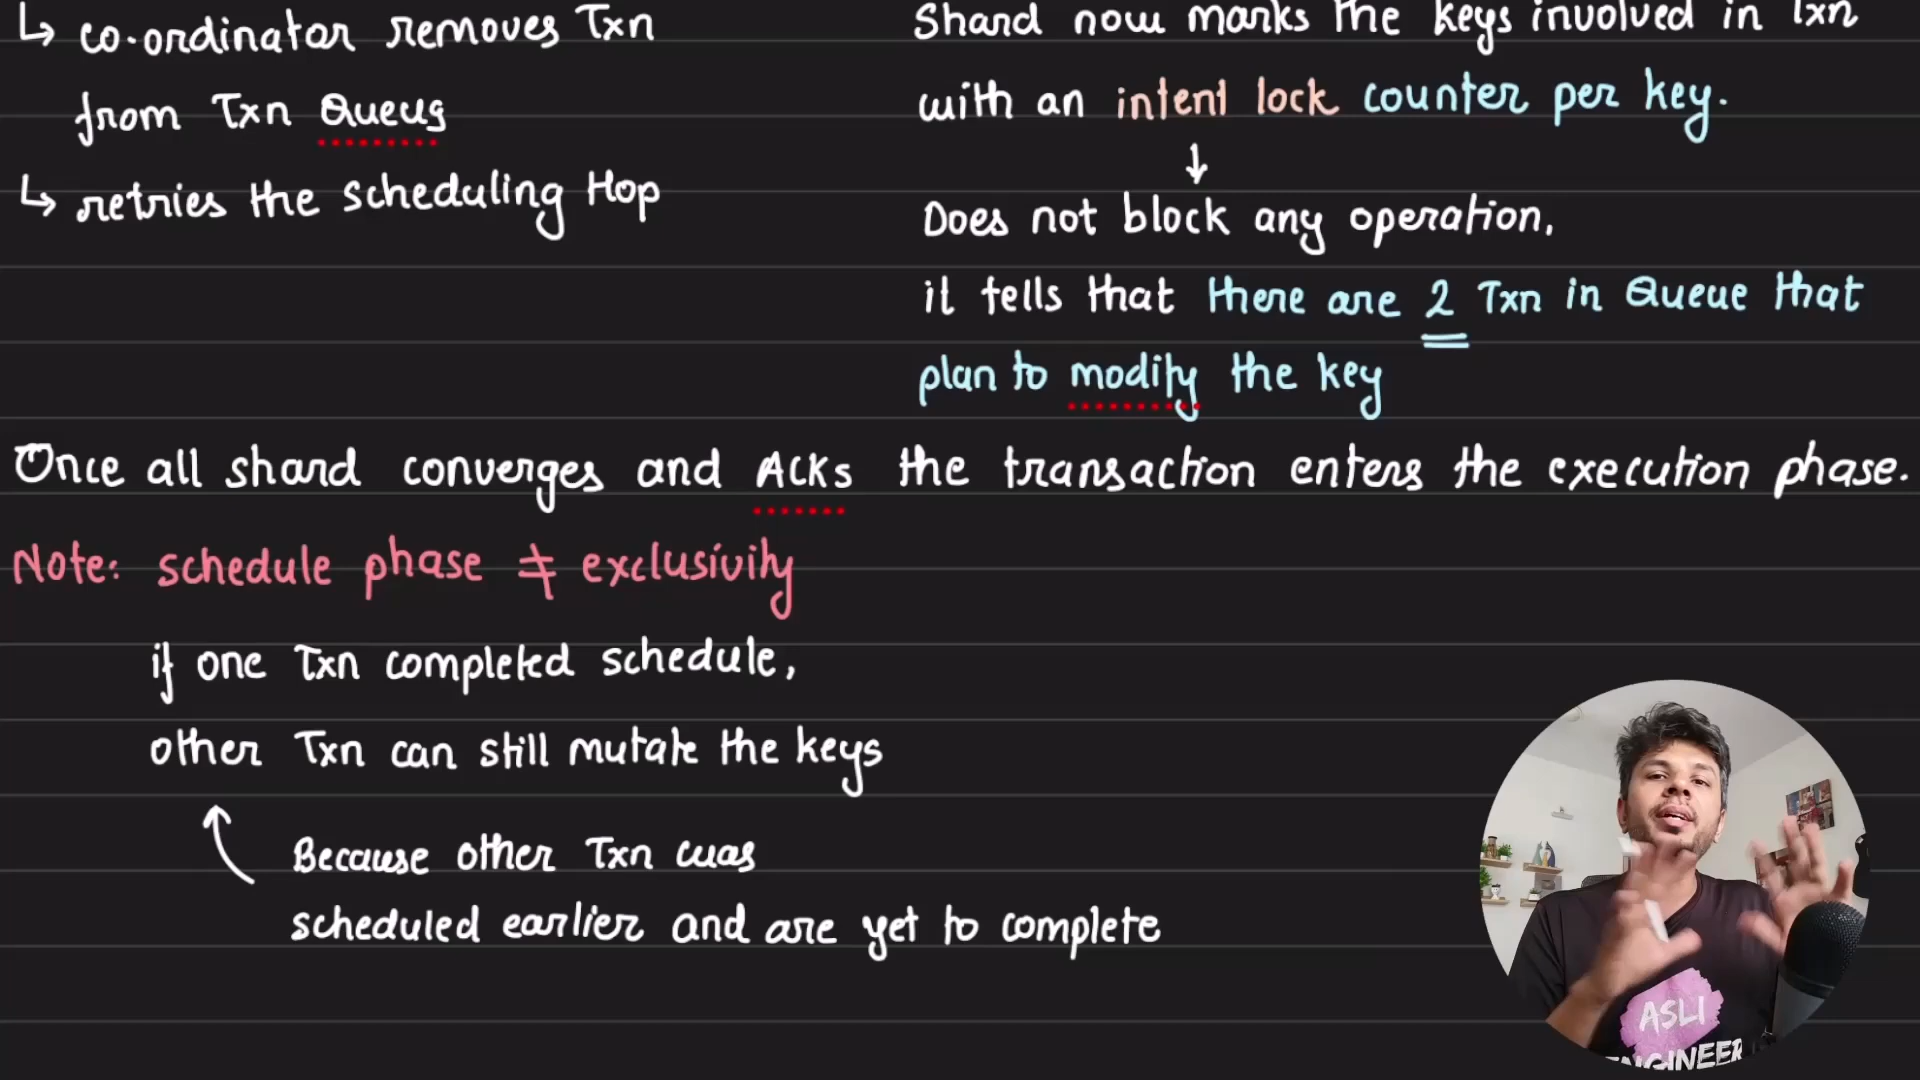 ↳ co-ordinator removes Txn
from Txn Queue
↳ retries the scheduling Hop
Shard now marks the keys involved in Txn
with an intent lock counter per key.
↓
Does not block any operation,
it tells that there are 2 Txn in Queue that
plan to modify the key
Once all shard converges and Acks the transaction enters the execution phase.
Note: schedule phase ≠ exclusivity
if one Txn completed schedule,
other Txn can still mutate the keys
Because other Txn was
scheduled earlier and are yet to complete
ASLI
ENGINEER